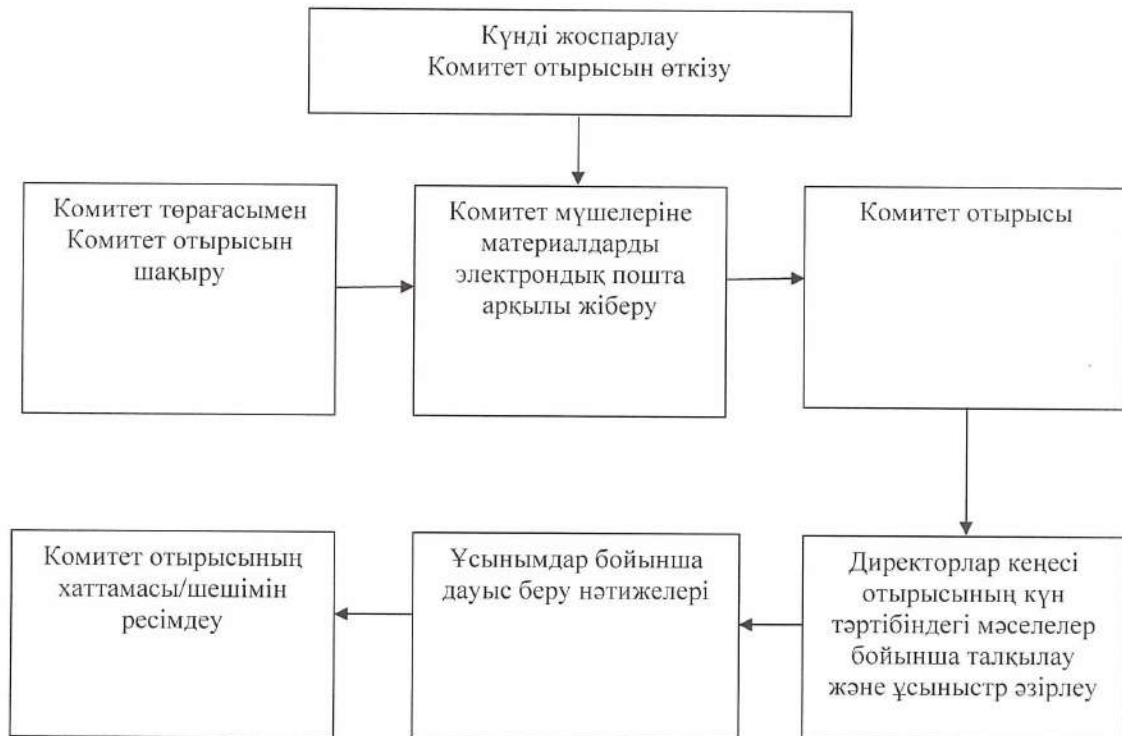 Күнді жоспарлау
Комитет отырысын өткізу
Комитет төрағасымен
Комитет отырысын
шақыру
Комитет мүшелеріне
материалдарды
электрондық пошта
арқылы жіберу
Комитет отырысы
Комитет отырысының
хаттамасы/шешімін
ресімдеу
Ұсынымдар бойынша
дауыс беру нәтижелері
Директорлар кеңесі
отырысының күн
тәртібіндегі мәселелер
бойынша талқылау
және ұсыныстр әзірлеу